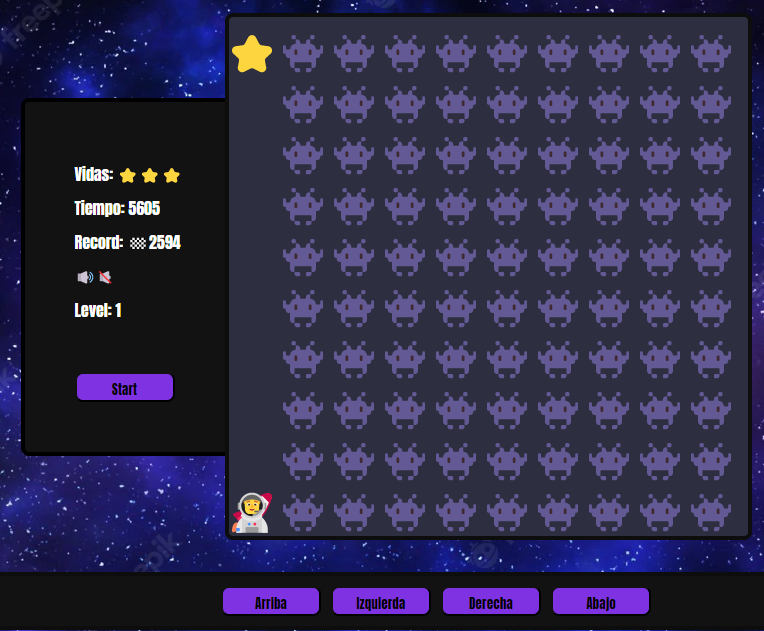 Vidas:
Tiempo: 5605
Record: 2594
Level: 1
Start
Arriba Izquierda Derecha Abajo